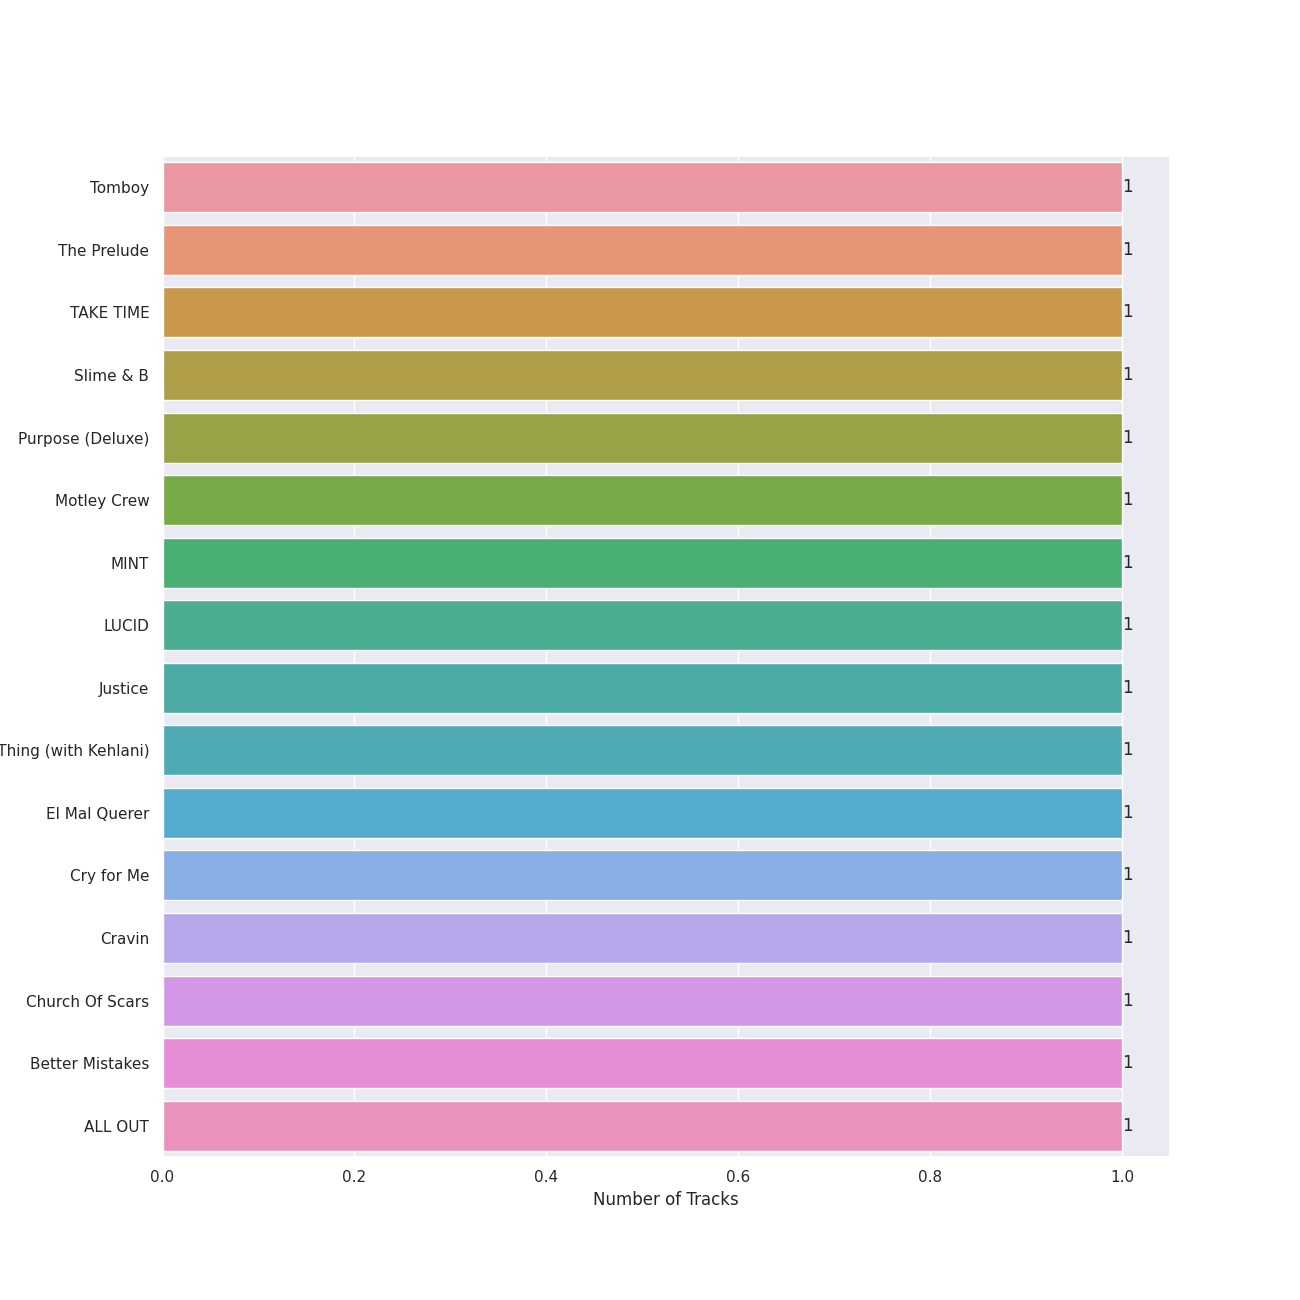 Tomboy 1
The Prelude 1
TAKE TIME 1
Slime & B 1
Purpose (Deluxe) 1
Motley Crew 1
MINT 1
LUCID 1
Justice 1
Thing (with Kehlani) 1
El Mal Querer 1
Cry for Me 1
Cravin 1
Church Of Scars 1
Better Mistakes 1
ALL OUT 1
0.0 0.2 0.4 0.6 0.8 1.0
Number of Tracks